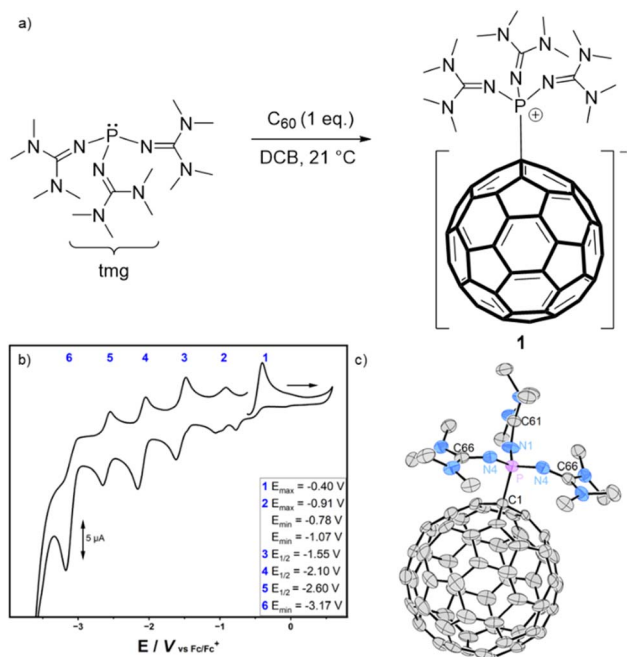 a)
N
N
N
N
N
P
⊕
N
N
N
N
N
P
N
N
N
N
N
C₆₀ (1 eq.)
DCB, 21 °C
tmg
−
1
b)
6 5 4 3 2 1
1 Eₘₐₓ = -0.40 V
2 Eₘₐₓ = -0.91 V
Eₘᵢₙ = -0.78 V
Eₘᵢₙ = -1.07 V
3 E₁/₂ = -1.55 V
4 E₁/₂ = -2.10 V
5 E₁/₂ = -2.60 V
6 Eₘᵢₙ = -3.17 V
5 µA
−3 −2 −1 0
E / V vs Fc/Fc⁺
c)
C61
C66
N1
C66
N4
P
N4
C1